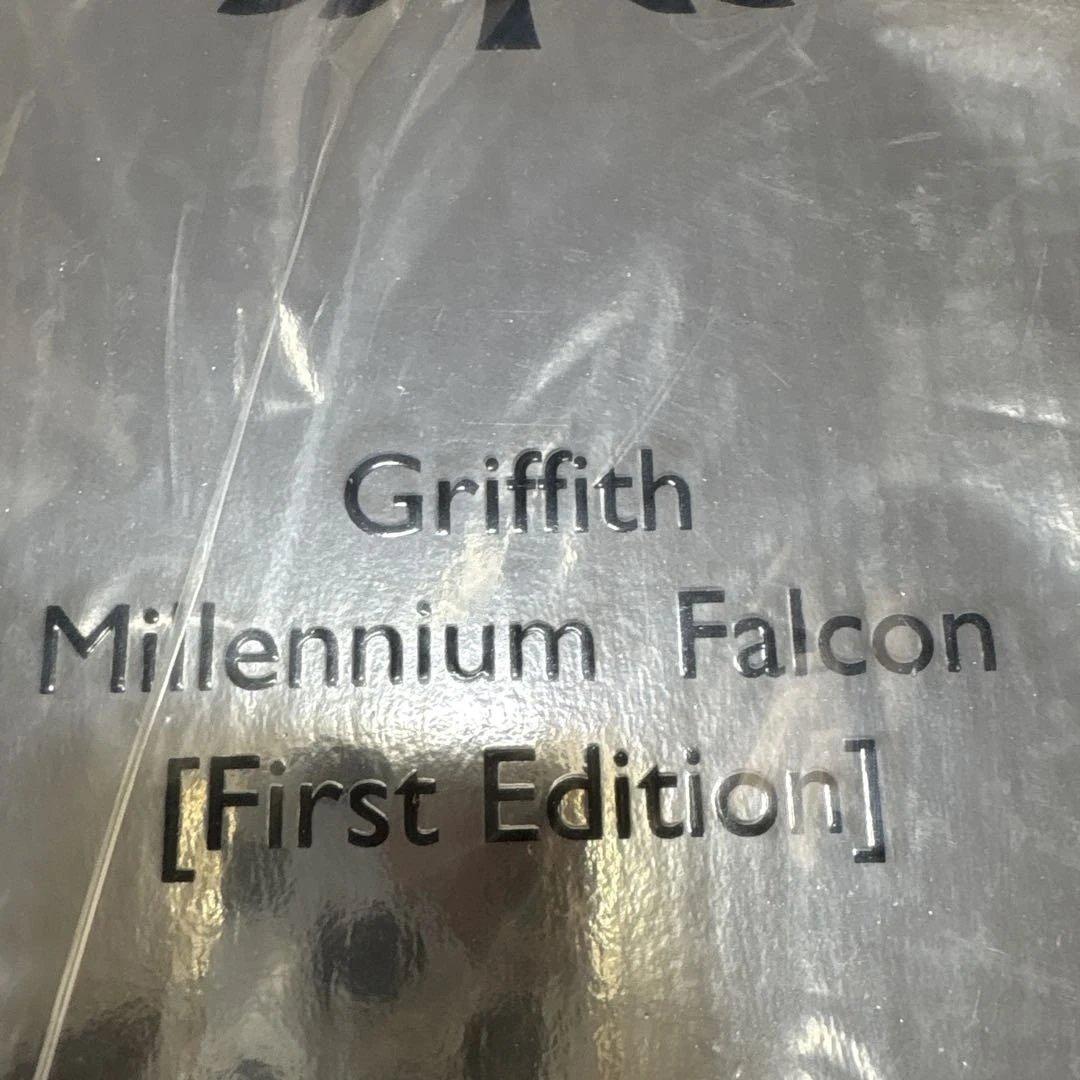 Griffith
Millennium Falcon
[First Edition]